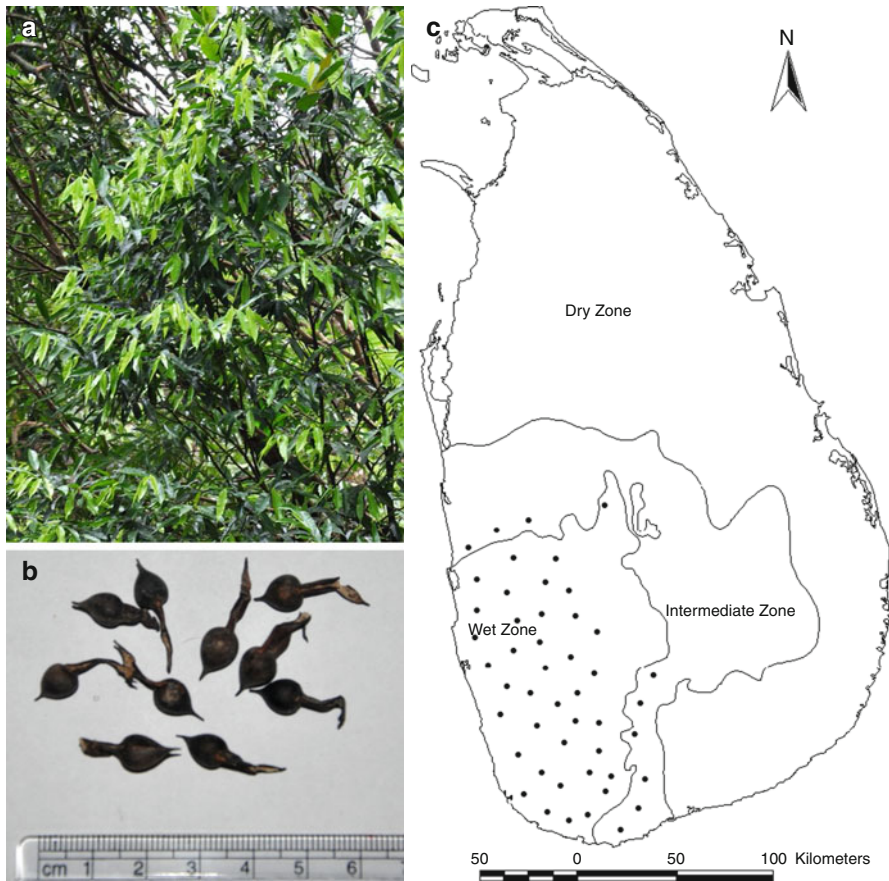 a
b
cm 1 2 3 4 5 6
c
N
Dry Zone
Intermediate Zone
Wet Zone
50 0 50 100 Kilometers